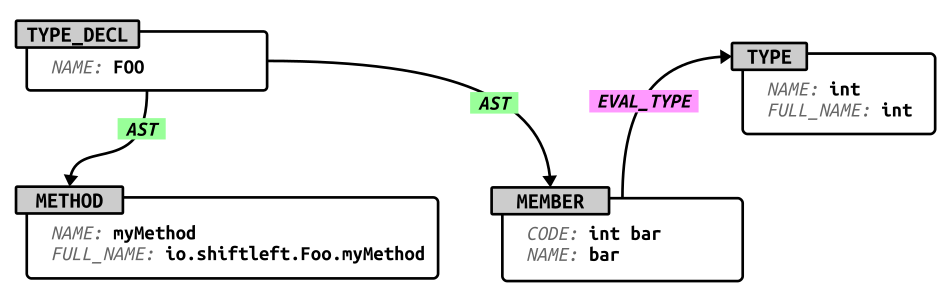 TYPE_DECL
NAME: FOO
AST
METHOD
NAME: myMethod
FULL_NAME: io.shiftleft.Foo.myMethod
AST
MEMBER
CODE: int bar
NAME: bar
EVAL_TYPE
TYPE
NAME: int
FULL_NAME: int